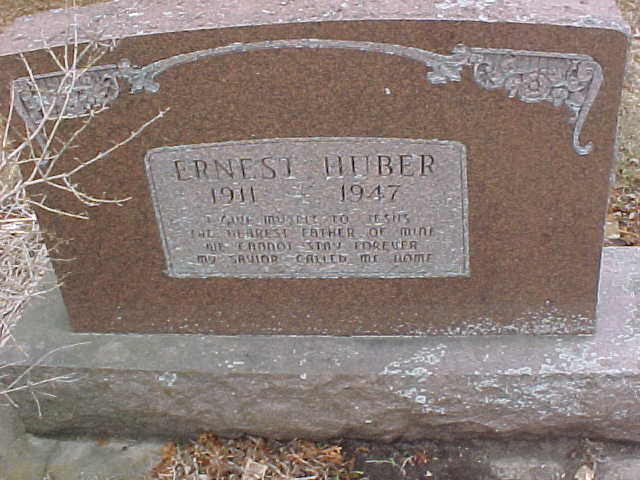 ERNEST HUBER
1911 - 1947
I GIVE MYSELF TO JESUS
THE DEAREST FATHER OF MINE
WE CANNOT STAY FOREVER
MY SAVIOR CALLED ME HOME